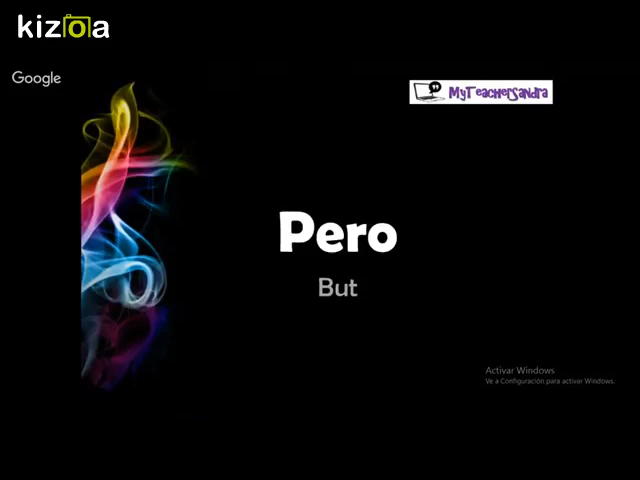 kizoa
Google
MyTeacherSandra
Pero
But
Activar Windows
Ve a Configuración para activar Windows.